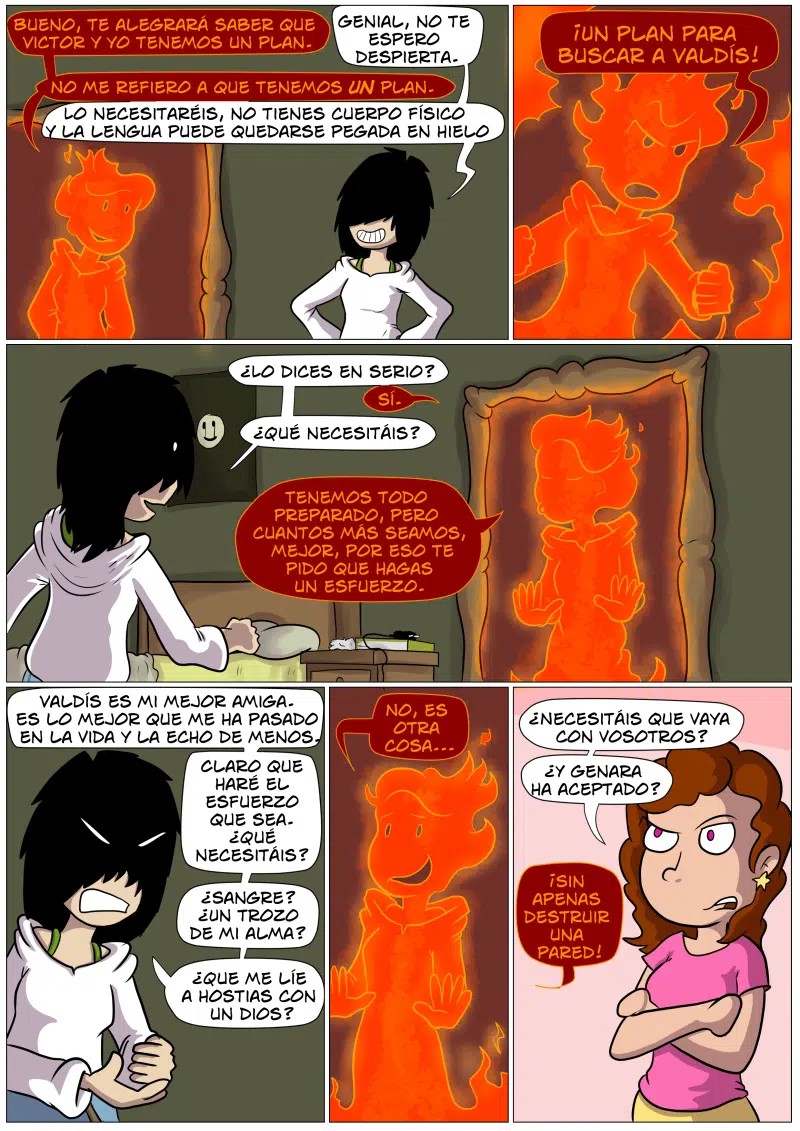 BUENO, TE ALEGRARÁ SABER QUE
VICTOR Y YO TENEMOS UN PLAN.
GENIAL, NO TE
ESPERO
DESPIERTA.
NO ME REFIERO A QUE TENEMOS UN PLAN.
LO NECESITARÉIS, NO TIENES CUERPO FÍSICO
Y LA LENGUA PUEDE QUEDARSE PEGADA EN HIELO
¡UN PLAN PARA
BUSCAR A VALDÍS!
¿LO DICES EN SERIO?
SÍ.
¿QUÉ NECESITÁIS?
TENEMOS TODO
PREPARADO, PERO
CUANTOS MÁS SEAMOS,
MEJOR, POR ESO TE
PIDO QUE HAGAS
UN ESFUERZO.
VALDÍS ES MI MEJOR AMIGA.
ES LO MEJOR QUE ME HA PASADO
EN LA VIDA Y LA ECHO DE MENOS.
CLARO QUE
HARÉ EL
ESFUERZO
QUE SEA.
¿QUÉ
NECESITÁIS?
¿SANGRE?
¿UN TROZO
DE MI ALMA?
¿QUE ME LÍE
A HOSTIAS CON
UN DIOS?
NO, ES
OTRA
COSA...
¿NECESITÁIS QUE VAYA
CON VOSOTROS?
¿Y GENARA
HA ACEPTADO?
¡SIN
APENAS
DESTRUIR
UNA
PARED!